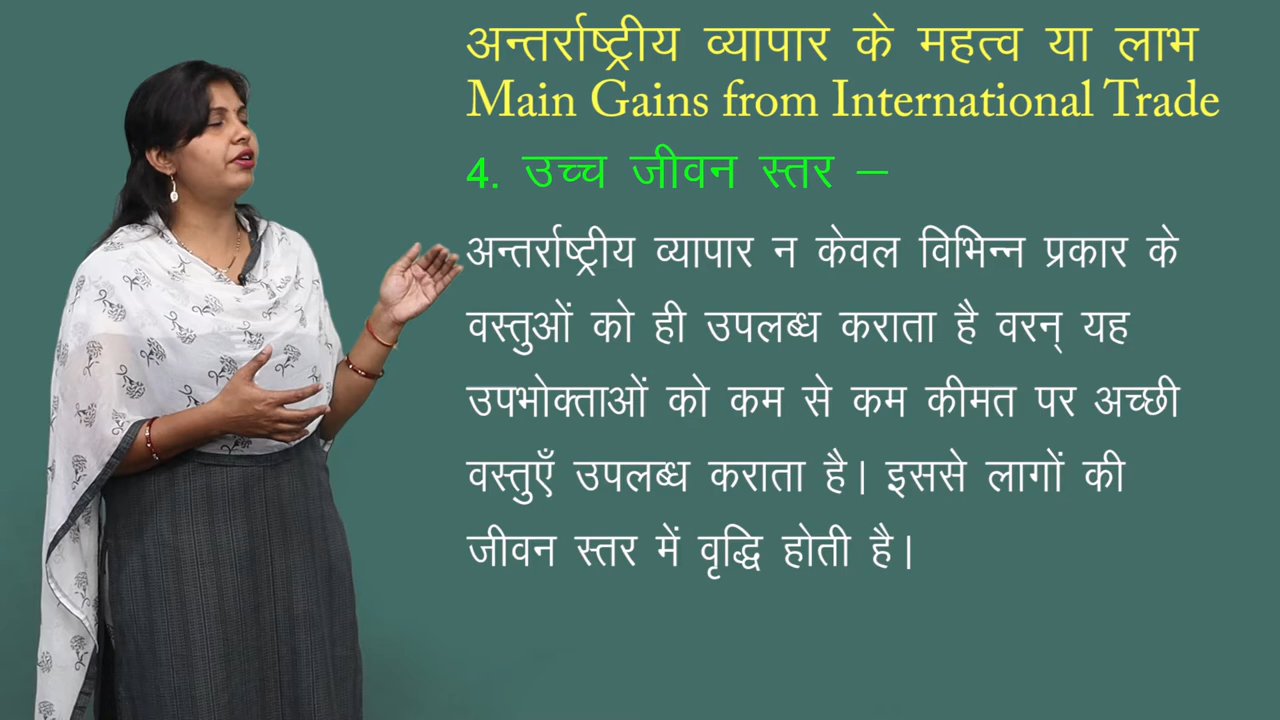 अन्तर्राष्ट्रीय व्यापार के महत्व या लाभ
Main Gains from International Trade
4. उच्च जीवन स्तर –
अन्तर्राष्ट्रीय व्यापार न केवल विभिन्न प्रकार के
वस्तुओं को ही उपलब्ध कराता है वरन् यह
उपभोक्ताओं को कम से कम कीमत पर अच्छी
वस्तुएँ उपलब्ध कराता है। इससे लागों की
जीवन स्तर में वृद्धि होती है।